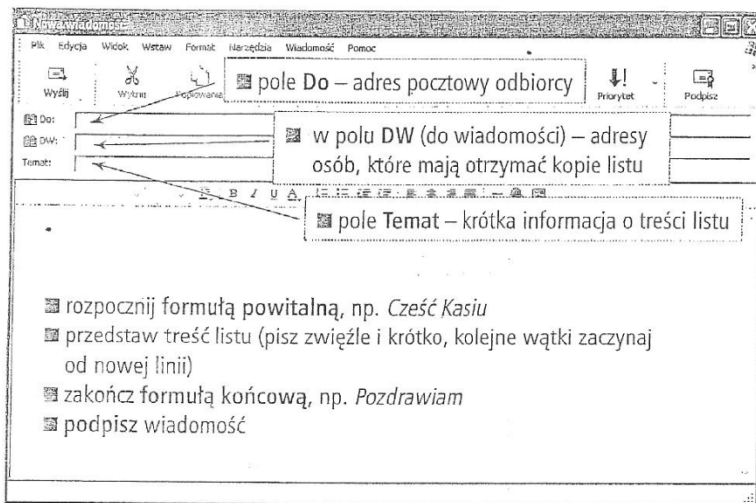 Nowa wiadomość
Plik Edycja Widok Wstaw Format Narzędzia Wiadomość Pomoc
Wyślij Wytnij Kopiowanie Priorytet Podpisz
pole Do – adres pocztowy odbiorcy
Do:
DW:
w polu DW (do wiadomości) – adresy
osób, które mają otrzymać kopie listu
Temat:
B I U A
pole Temat – krótka informacja o treści listu
rozpocznij formułą powitalną, np. Cześć Kasiu
przedstaw treść listu (pisz zwięźle i krótko, kolejne wątki zaczynaj
od nowej linii)
zakończ formułą końcową, np. Pozdrawiam
podpisz wiadomość